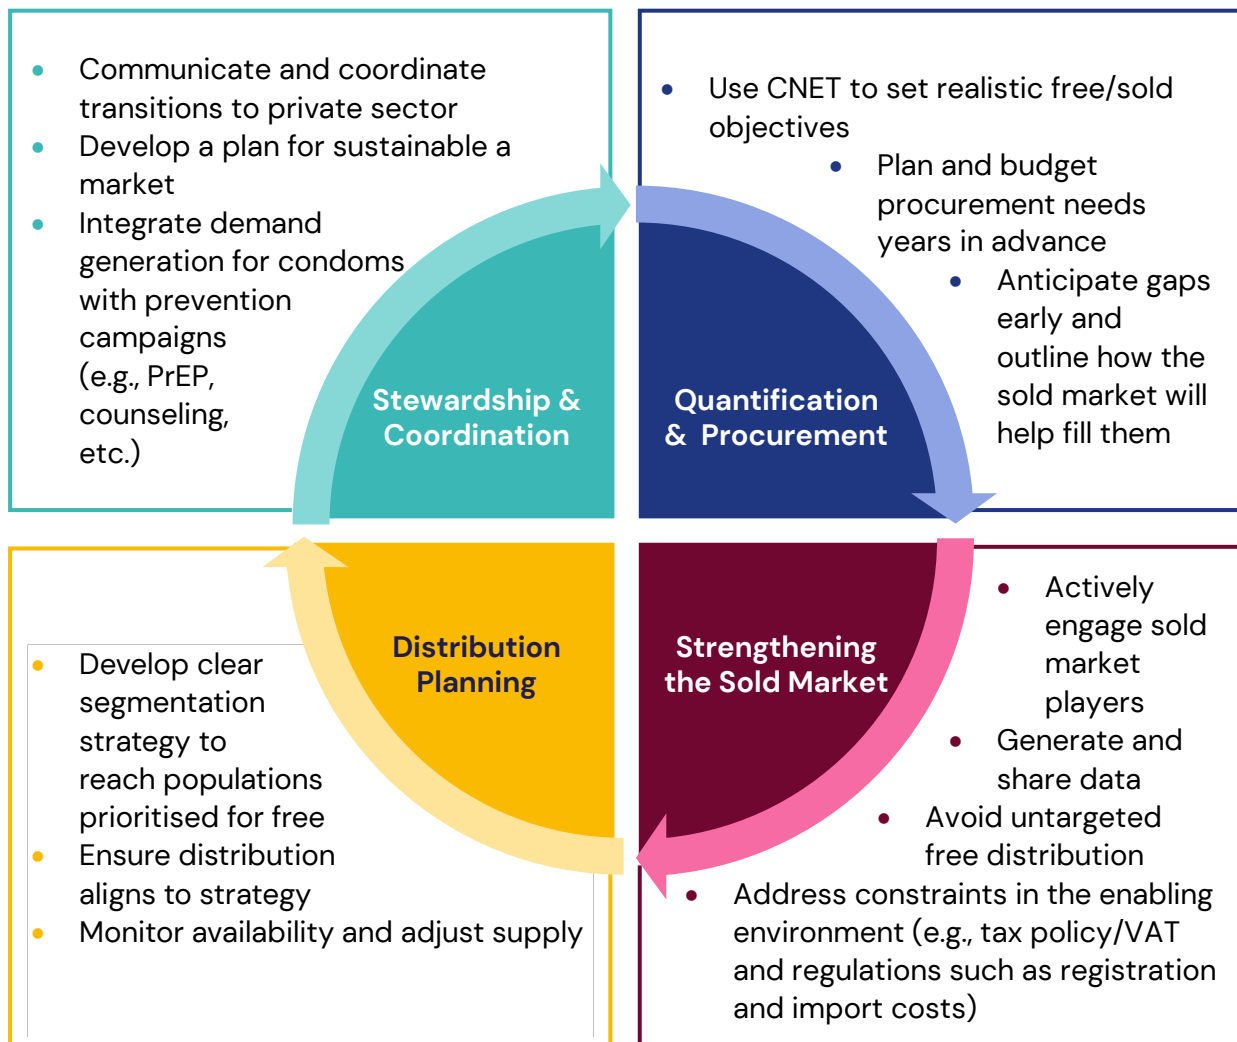 Communicate and coordinate
transitions to private sector
Develop a plan for sustainable a
market
Integrate demand
generation for condoms
with prevention
campaigns
(e.g., PrEP,
counseling,
etc.)
Stewardship &
Coordination
Use CNET to set realistic free/sold
objectives
Plan and budget
procurement needs
years in advance
Anticipate gaps
early and
outline how the
sold market will
help fill them
Quantification
& Procurement
Distribution
Planning
Develop clear
segmentation
strategy to
reach populations
prioritised for free
Ensure distribution
aligns to strategy
Monitor availability and adjust supply
Strengthening
the Sold Market
Actively
engage sold
market
players
Generate and
share data
Avoid untargeted
free distribution
Address constraints in the enabling
environment (e.g., tax policy/VAT
and regulations such as registration
and import costs)